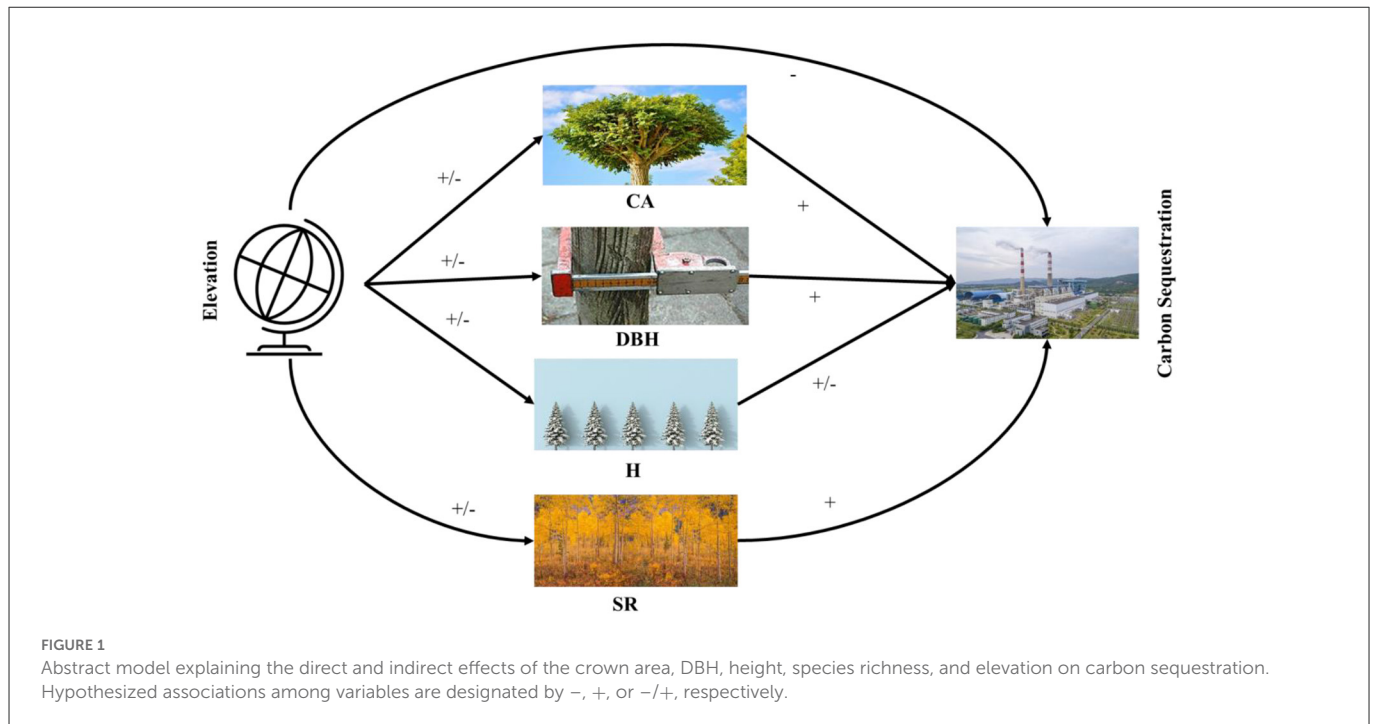 -
+/-
CA
+
Elevation
+/-
DBH
+
Carbon Sequestration
+/-
H
+/-
+/-
SR
+
FIGURE 1
Abstract model explaining the direct and indirect effects of the crown area, DBH, height, species richness, and elevation on carbon sequestration.
Hypothesized associations among variables are designated by −, +, or −/+, respectively.